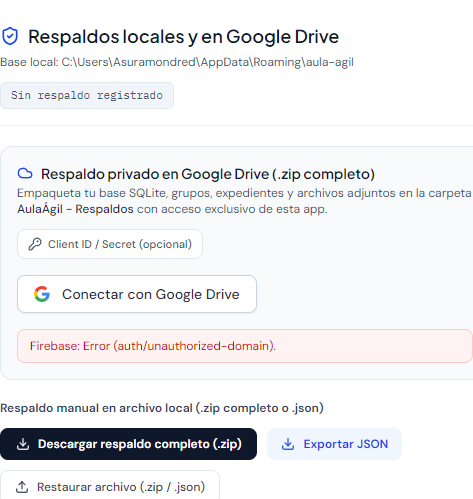 Respaldos locales y en Google Drive
Base local: C:\Users\Asuramondred\AppData\Roaming\aula-agil
Sin respaldo registrado
Respaldo privado en Google Drive (.zip completo)
Empaqueta tu base SQLite, grupos, expedientes y archivos adjuntos en la carpeta
AulaÁgil - Respaldos con acceso exclusivo de esta app.
Client ID / Secret (opcional)
Conectar con Google Drive
Firebase: Error (auth/unauthorized-domain).
Respaldo manual en archivo local (.zip completo o .json)
Descargar respaldo completo (.zip)
Exportar JSON
Restaurar archivo (.zip / .json)